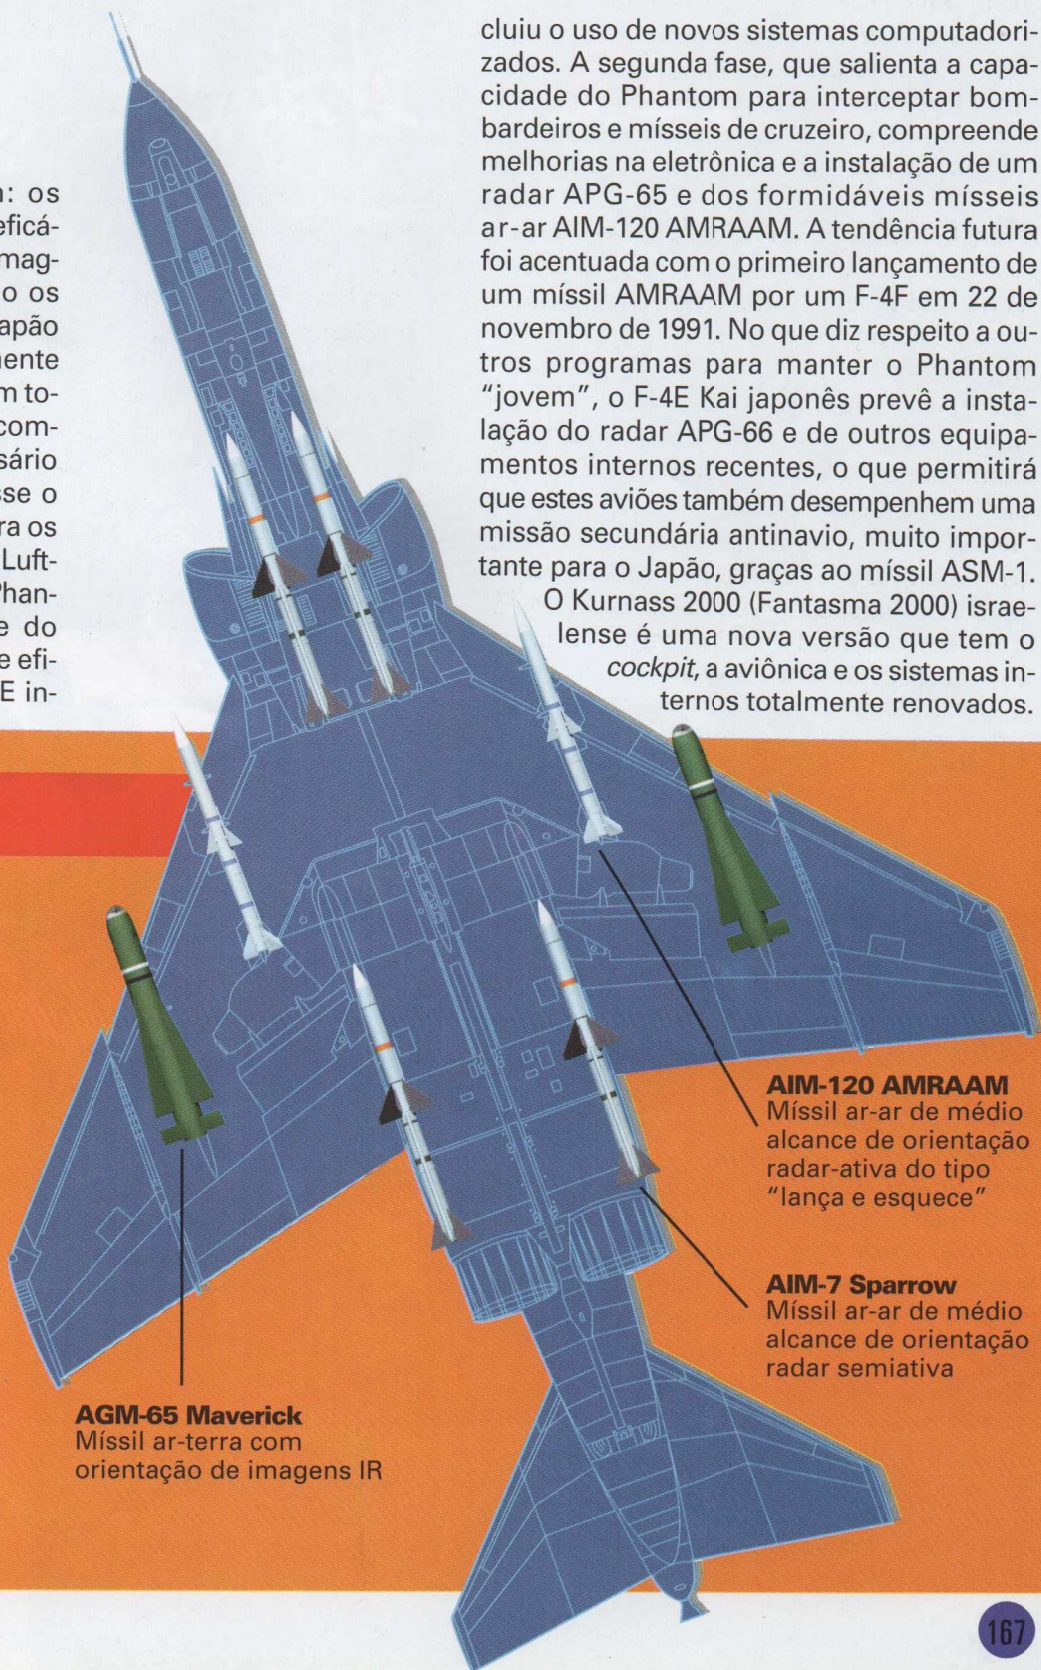 n: os
eficá-
mag-
o os
apão
nente
m to-
com-
sário
sse o
ra os
Luft-
Phan-
e do
e efi-
E in-
cluiu o uso de novos sistemas computadori-
zados. A segunda fase, que salienta a capa-
cidade do Phantom para interceptar bom-
bardeiros e mísseis de cruzeiro, compreende
melhorias na eletrônica e a instalação de um
radar APG-65 e dos formidáveis mísseis
ar-ar AIM-120 AMRAAM. A tendência futura
foi acentuada com o primeiro lançamento de
um míssil AMRAAM por um F-4F em 22 de
novembro de 1991. No que diz respeito a ou-
tros programas para manter o Phantom
"jovem", o F-4E Kai japonês prevê a insta-
lação do radar APG-66 e de outros equipa-
mentos internos recentes, o que permitirá
que estes aviões também desempenhem uma
missão secundária antinavio, muito impor-
tante para o Japão, graças ao míssil ASM-1.
O Kurnass 2000 (Fantasma 2000) israe-
lense é uma nova versão que tem o
cockpit, a aviônica e os sistemas in-
ternos totalmente renovados.
AIM-120 AMRAAM
Míssil ar-ar de médio
alcance de orientação
radar-ativa do tipo
"lança e esquece"
AIM-7 Sparrow
Míssil ar-ar de médio
alcance de orientação
radar semiativa
AGM-65 Maverick
Míssil ar-terra com
orientação de imagens IR
167